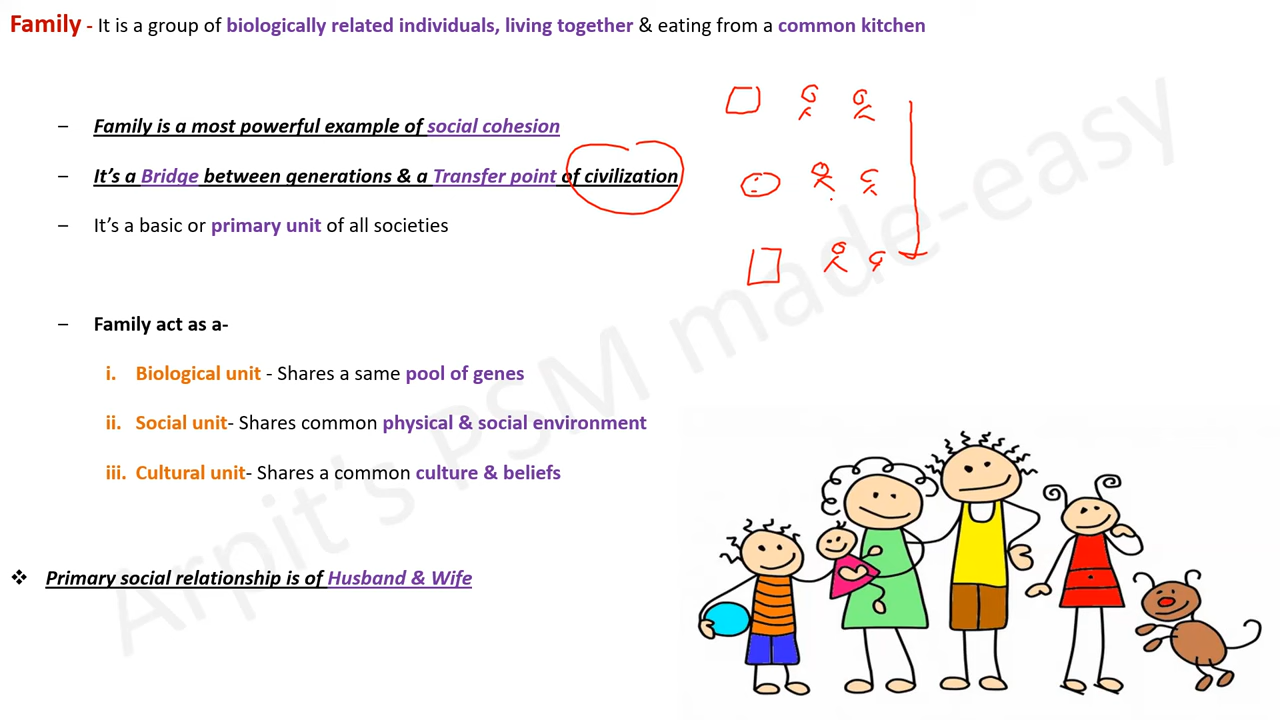 Family - It is a group of biologically related individuals, living together & eating from a common kitchen
– Family is a most powerful example of social cohesion
– It's a Bridge between generations & a Transfer point of civilization
– It's a basic or primary unit of all societies
– Family act as a-
i. Biological unit - Shares a same pool of genes
ii. Social unit- Shares common physical & social environment
iii. Cultural unit- Shares a common culture & beliefs
❖ Primary social relationship is of Husband & Wife
Arpit's PSM made-easy